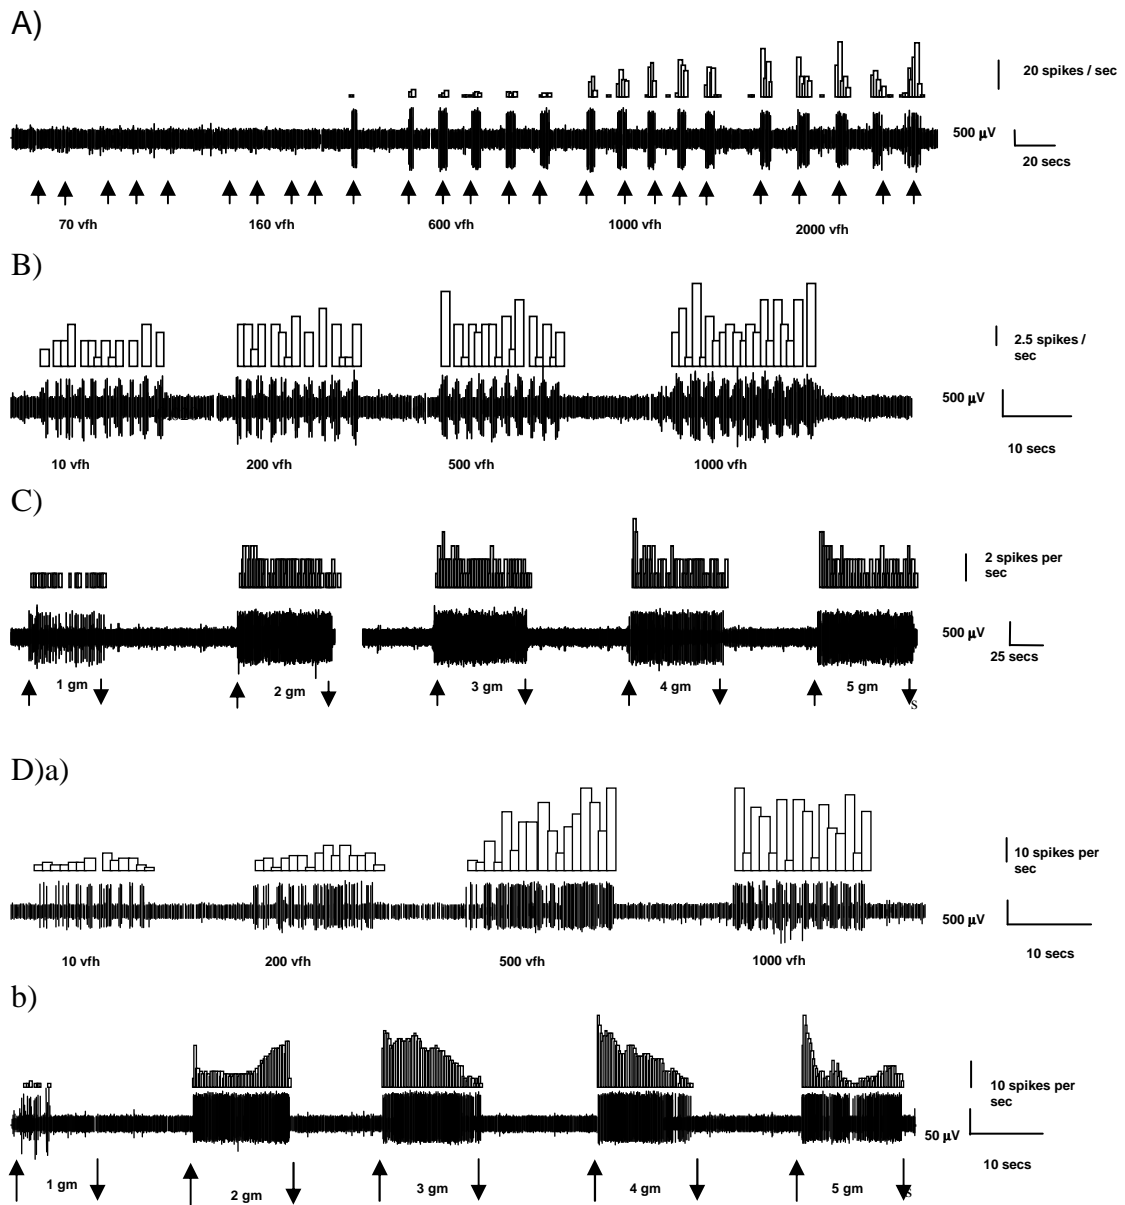 A)
20 spikes / sec
500 µV
20 secs
70 vfh
160 vfh
600 vfh
1000 vfh
2000 vfh
B)
2.5 spikes /
sec
500 µV
10 secs
10 vfh
200 vfh
500 vfh
1000 vfh
C)
2 spikes per
sec
500 µV
25 secs
1 gm
2 gm
3 gm
4 gm
5 gm
s
D)a)
10 spikes per
sec
500 µV
10 secs
10 vfh
200 vfh
500 vfh
1000 vfh
b)
10 spikes per
sec
50 µV
10 secs
1 gm
2 gm
3 gm
4 gm
5 gm
s